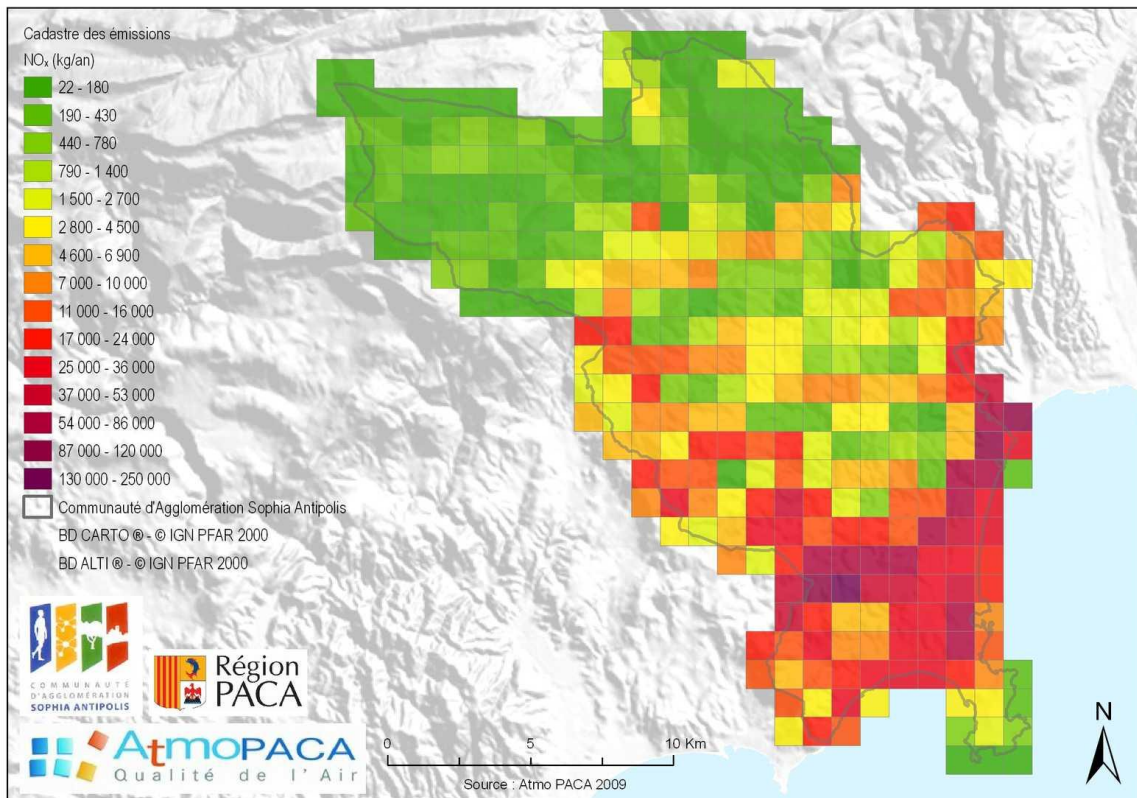 Cadastre des émissions
NOₓ (kg/an)
22 - 180
190 - 430
440 - 780
790 - 1 400
1 500 - 2 700
2 800 - 4 500
4 600 - 6 900
7 000 - 10 000
11 000 - 16 000
17 000 - 24 000
25 000 - 36 000
37 000 - 53 000
54 000 - 86 000
87 000 - 120 000
130 000 - 250 000
Communauté d'Agglomération Sophia Antipolis
BD CARTO ® - © IGN PFAR 2000
BD ALTI ® - © IGN PFAR 2000
COMMUNAUTÉ
D'AGGLOMÉRATION
SOPHIA ANTIPOLIS
Région
PACA
AtmoPACA
Qualité de l'Air
0 5 10 Km
Source : Atmo PACA 2009
N